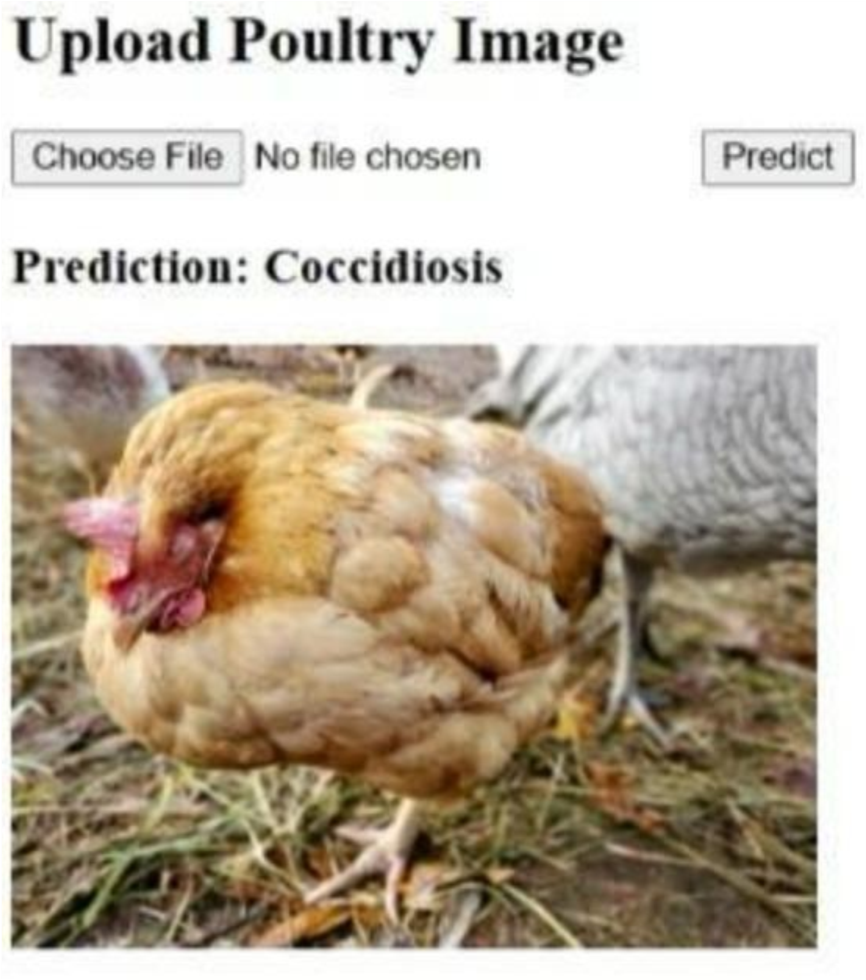 Upload Poultry Image
Choose File No file chosen Predict
Prediction: Coccidiosis